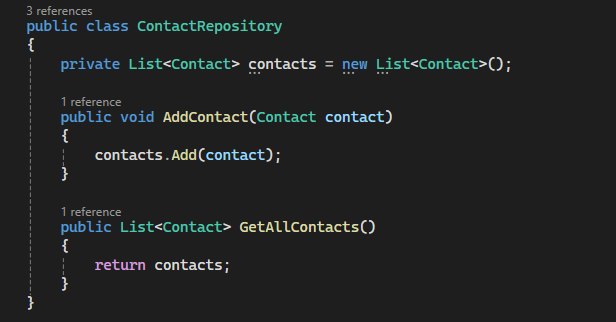 3 references
public class ContactRepository
{
    private List<Contact> contacts = new List<Contact>();
    1 reference
    public void AddContact(Contact contact)
    {
        contacts.Add(contact);
    }
    1 reference
    public List<Contact> GetAllContacts()
    {
        return contacts;
    }
}